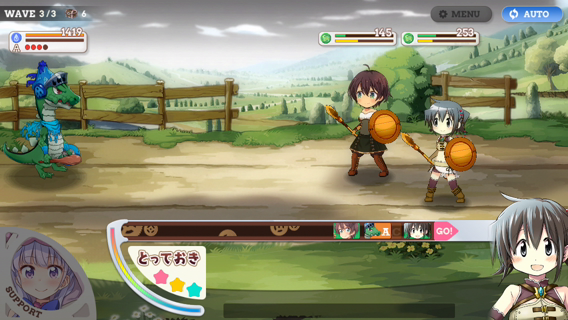 WAVE 3/3 6
MENU
AUTO
1419
A
145
253
A
GO!
とっておき
SUPPORT